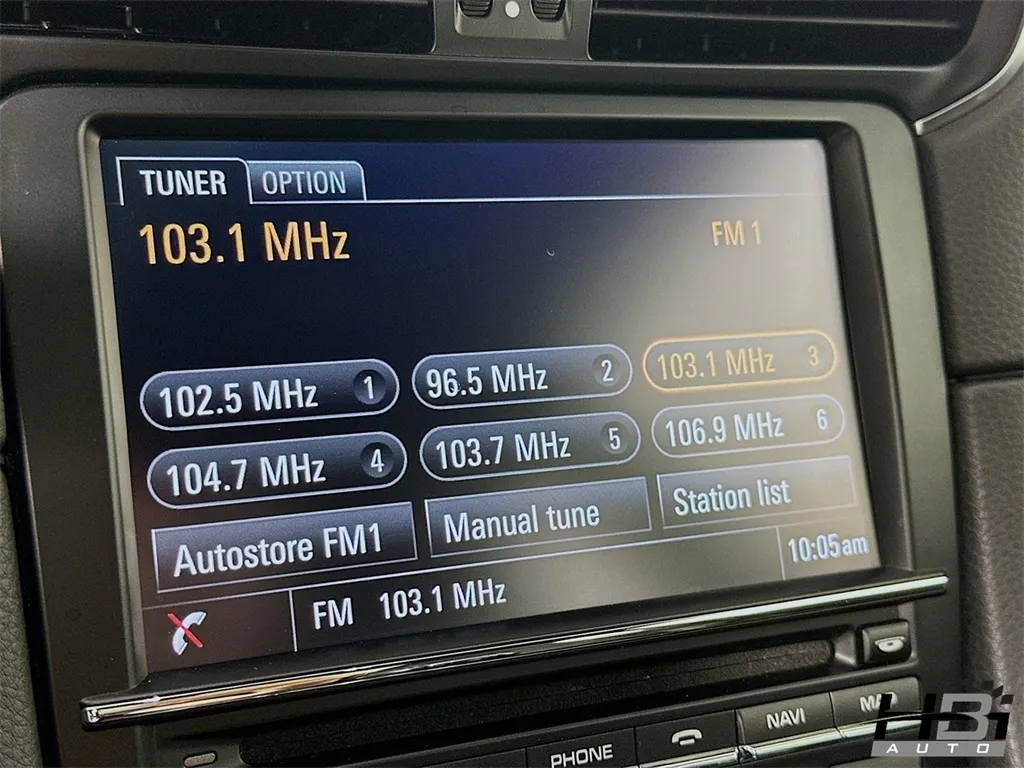 TUNER OPTION
103.1 MHz FM 1
102.5 MHz 1 96.5 MHz 2 103.1 MHz 3
104.7 MHz 4 103.7 MHz 5 106.9 MHz 6
Autostore FM1 Manual tune Station list
FM 103.1 MHz 10:05am
PHONE NAVI
HBi
AUTO